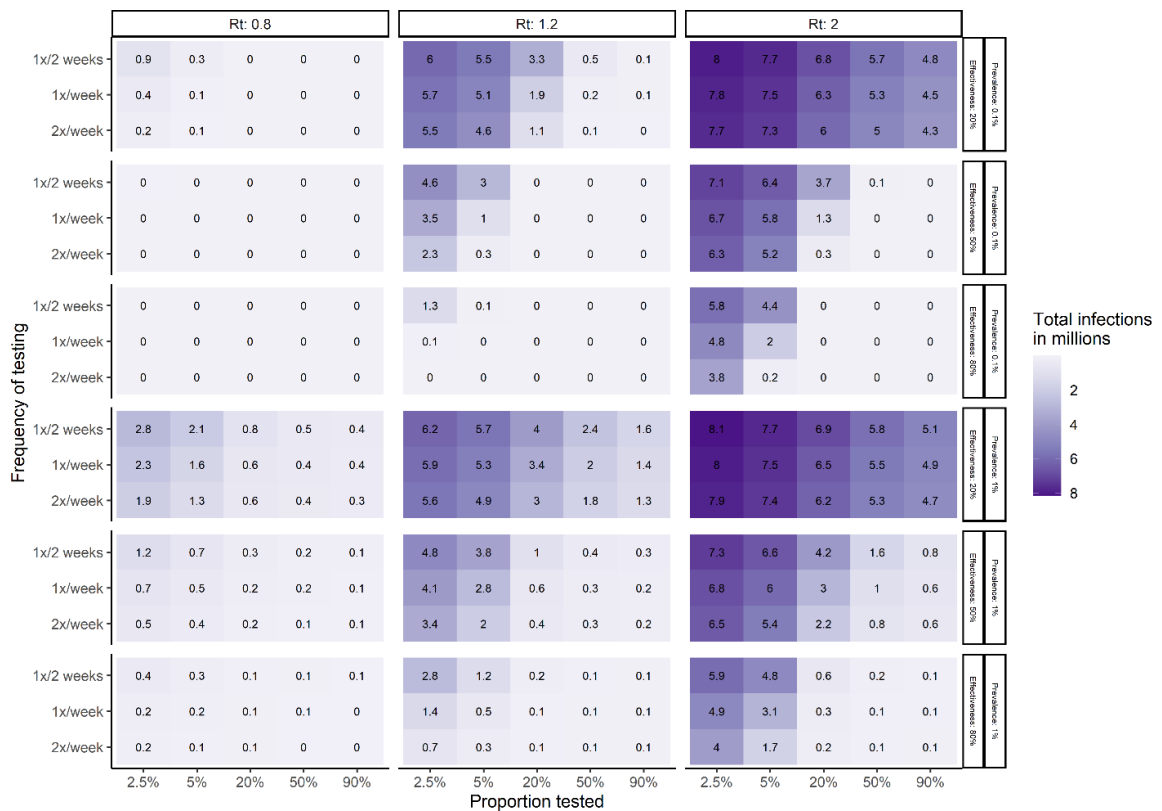 Rt: 0.8 Rt: 1.2 Rt: 2
1x/2 weeks 0.9 0.3 0 0 0 6 5.5 3.3 0.5 0.1 8 7.7 6.8 5.7 4.8
1x/week 0.4 0.1 0 0 0 5.7 5.1 1.9 0.2 0.1 7.8 7.5 6.3 5.3 4.5
2x/week 0.2 0.1 0 0 0 5.5 4.6 1.1 0.1 0 7.7 7.3 6 5 4.3
Effectiveness: 20%
Prevalence: 0.1%
1x/2 weeks 0 0 0 0 0 4.6 3 0 0 0 7.1 6.4 3.7 0.1 0
1x/week 0 0 0 0 0 3.5 1 0 0 0 6.7 5.8 1.3 0 0
2x/week 0 0 0 0 0 2.3 0.3 0 0 0 6.3 5.2 0.3 0 0
Effectiveness: 50%
Prevalence: 0.1%
1x/2 weeks 0 0 0 0 0 1.3 0.1 0 0 0 5.8 4.4 0 0 0
1x/week 0 0 0 0 0 0.1 0 0 0 0 4.8 2 0 0 0
2x/week 0 0 0 0 0 0 0 0 0 0 3.8 0.2 0 0 0
Effectiveness: 80%
Prevalence: 0.1%
1x/2 weeks 2.8 2.1 0.8 0.5 0.4 6.2 5.7 4 2.4 1.6 8.1 7.7 6.9 5.8 5.1
1x/week 2.3 1.6 0.6 0.4 0.4 5.9 5.3 3.4 2 1.4 8 7.5 6.5 5.5 4.9
2x/week 1.9 1.3 0.6 0.4 0.3 5.6 4.9 3 1.8 1.3 7.9 7.4 6.2 5.3 4.7
Effectiveness: 20%
Prevalence: 1%
1x/2 weeks 1.2 0.7 0.3 0.2 0.1 4.8 3.8 1 0.4 0.3 7.3 6.6 4.2 1.6 0.8
1x/week 0.7 0.5 0.2 0.2 0.1 4.1 2.8 0.6 0.3 0.2 6.8 6 3 1 0.6
2x/week 0.5 0.4 0.2 0.1 0.1 3.4 2 0.4 0.3 0.2 6.5 5.4 2.2 0.8 0.6
Effectiveness: 50%
Prevalence: 1%
1x/2 weeks 0.4 0.3 0.1 0.1 0.1 2.8 1.2 0.2 0.1 0.1 5.9 4.8 0.6 0.2 0.1
1x/week 0.2 0.2 0.1 0.1 0 1.4 0.5 0.1 0.1 0.1 4.9 3.1 0.3 0.1 0.1
2x/week 0.2 0.1 0.1 0 0 0.7 0.3 0.1 0.1 0.1 4 1.7 0.2 0.1 0.1
Effectiveness: 80%
Prevalence: 1%
2.5% 5% 20% 50% 90% 2.5% 5% 20% 50% 90% 2.5% 5% 20% 50% 90%
Proportion tested
Frequency of testing
Total infections
in millions
2
4
6
8